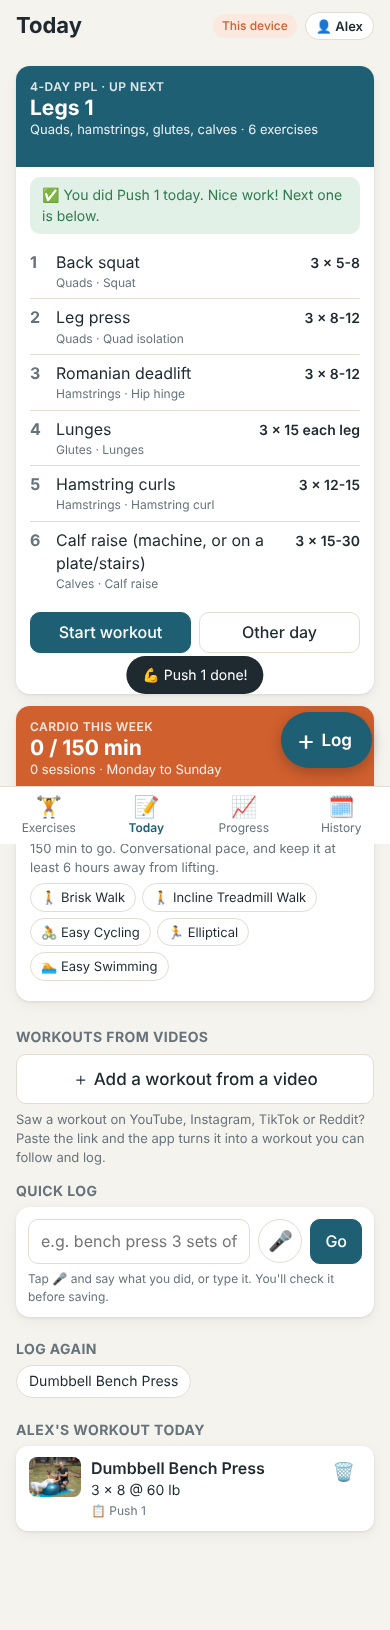 Today
This device
Alex
4-DAY PPL · UP NEXT
Legs 1
Quads, hamstrings, glutes, calves · 6 exercises
You did Push 1 today. Nice work! Next one
is below.
1 Back squat 3 × 5-8
Quads · Squat
2 Leg press 3 × 8-12
Quads · Quad isolation
3 Romanian deadlift 3 × 8-12
Hamstrings · Hip hinge
4 Lunges 3 × 15 each leg
Glutes · Lunges
5 Hamstring curls 3 × 12-15
Hamstrings · Hamstring curl
6 Calf raise (machine, or on a 3 × 15-30
plate/stairs)
Calves · Calf raise
Start workout Other day
Push 1 done!
CARDIO THIS WEEK
0 / 150 min
0 sessions · Monday to Sunday
+ Log
Exercises Today Progress History
150 min to go. Conversational pace, and keep it at
least 6 hours away from lifting.
Brisk Walk Incline Treadmill Walk
Easy Cycling Elliptical
Easy Swimming
WORKOUTS FROM VIDEOS
+ Add a workout from a video
Saw a workout on YouTube, Instagram, TikTok or Reddit?
Paste the link and the app turns it into a workout you can
follow and log.
QUICK LOG
e.g. bench press 3 sets of Go
Tap 🎤 and say what you did, or type it. You'll check it
before saving.
LOG AGAIN
Dumbbell Bench Press
ALEX'S WORKOUT TODAY
Dumbbell Bench Press
3 × 8 @ 60 lb
Push 1